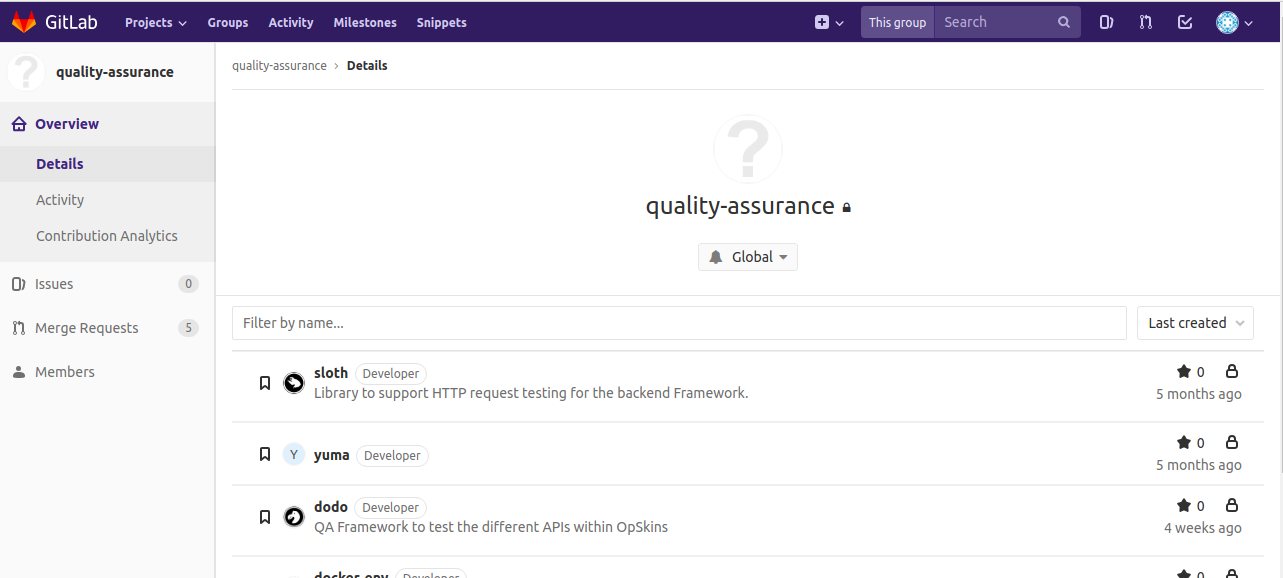 GitLab Projects Groups Activity Milestones Snippets This group Search
quality-assurance
quality-assurance › Details
Overview
Details
Activity
Contribution Analytics
Issues 0
Merge Requests 5
Members
?
?
quality-assurance
Global
Filter by name... Last created
sloth Developer 0
Library to support HTTP request testing for the backend Framework. 5 months ago
Y yuma Developer 0
5 months ago
dodo Developer 0
QA Framework to test the different APIs within OpSkins 4 weeks ago
docker-env Developer 0